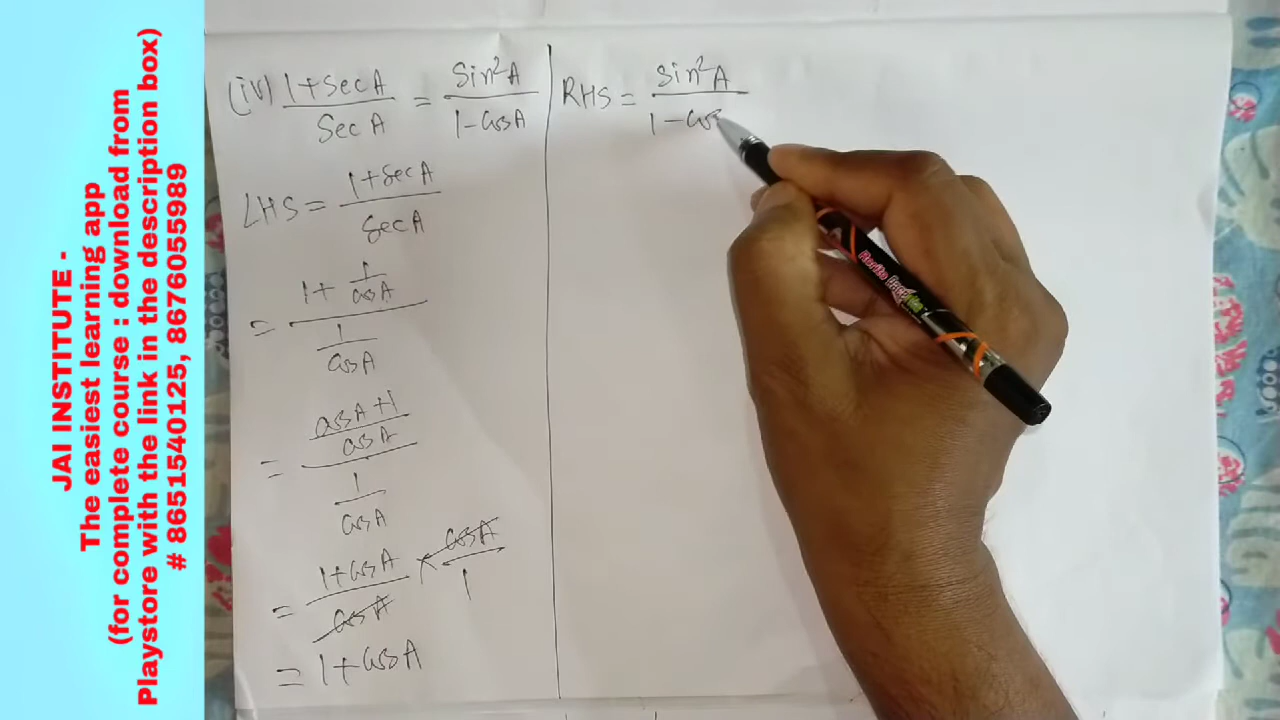 JAI INSTITUTE -
The easiest learning app
(for complete course : download from
Playstore with the link in the description box)
# 8651540125, 8676055989
(iv) 1+SecA / SecA = Sin²A / 1-CosA
LHS = 1+SecA / SecA
= 1 + 1/CosA / 1/CosA
= CosA+1 / CosA / 1/CosA
= 1+CosA / CosA × CosA / 1
= 1+CosA
RHS = Sin²A / 1-Cos